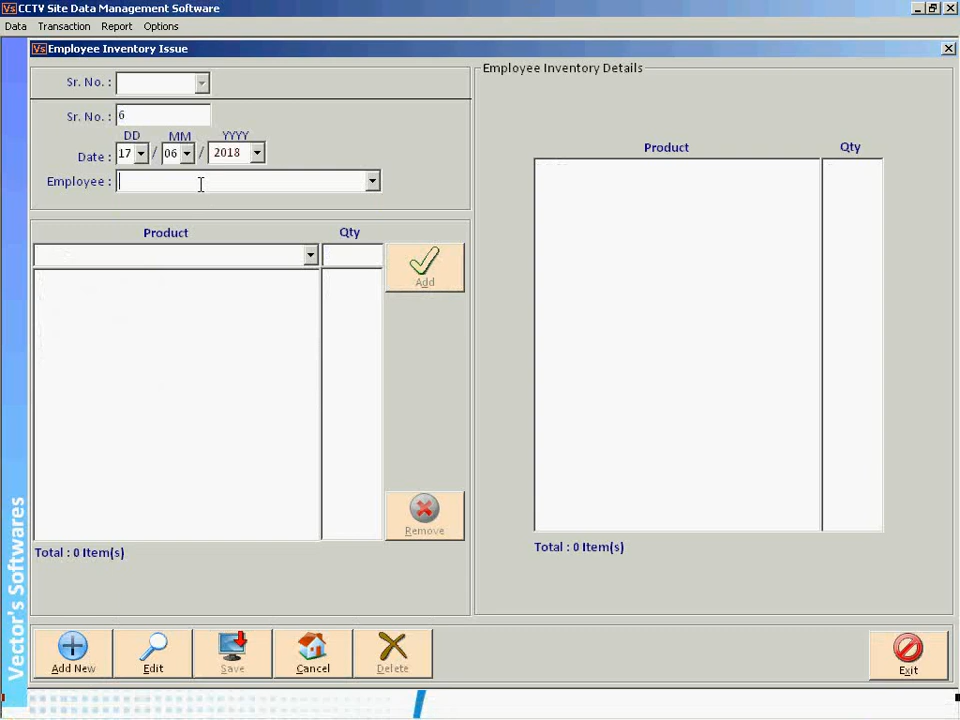 Vs CCTV Site Data Management Software
Data Transaction Report Options
Vs Employee Inventory Issue
Sr. No. :
Sr. No. : 6
DD MM YYYY
Date : 17 / 06 / 2018
Employee :
Product Qty
Add
Remove
Total : 0 Item(s)
Employee Inventory Details
Product Qty
Total : 0 Item(s)
Add New Edit Save Cancel Delete Exit
Vector's Softwares